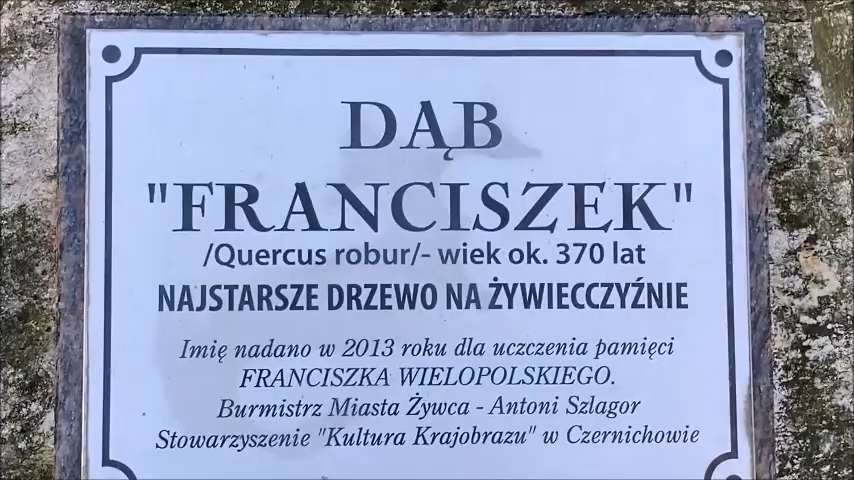 DĄB
"FRANCISZEK"
/Quercus robur/- wiek ok. 370 lat
NAJSTARSZE DRZEWO NA ŻYWIECCZYŹNIE
Imię nadano w 2013 roku dla uczczenia pamięci
FRANCISZKA WIELOPOLSKIEGO.
Burmistrz Miasta Żywca - Antoni Szlagor
Stowarzyszenie "Kultura Krajobrazu" w Czernichowie